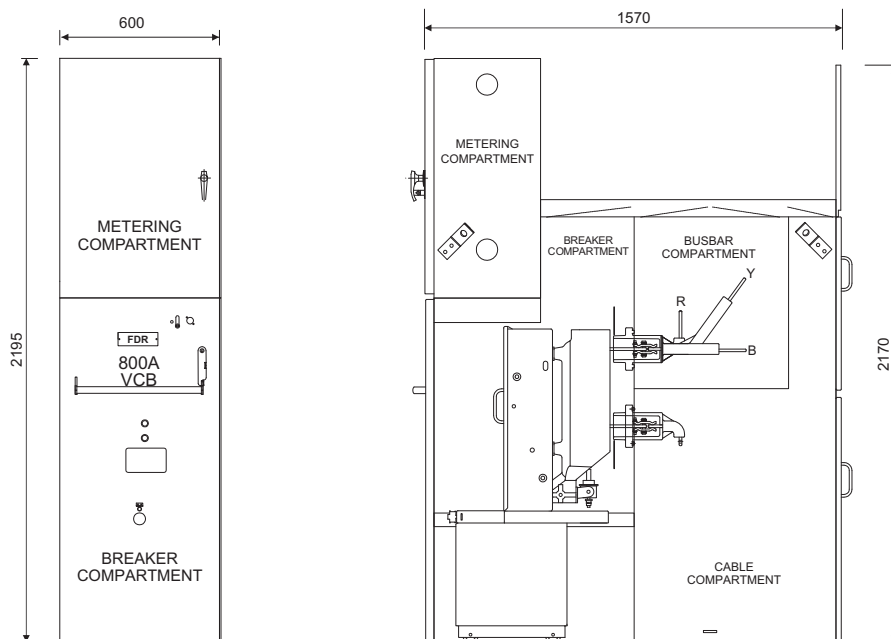 600
2195
METERING
COMPARTMENT
FDR
800A
VCB
BREAKER
COMPARTMENT
1570
2170
METERING
COMPARTMENT
BREAKER
COMPARTMENT
BUSBAR
COMPARTMENT
Y
R
B
CABLE
COMPARTMENT